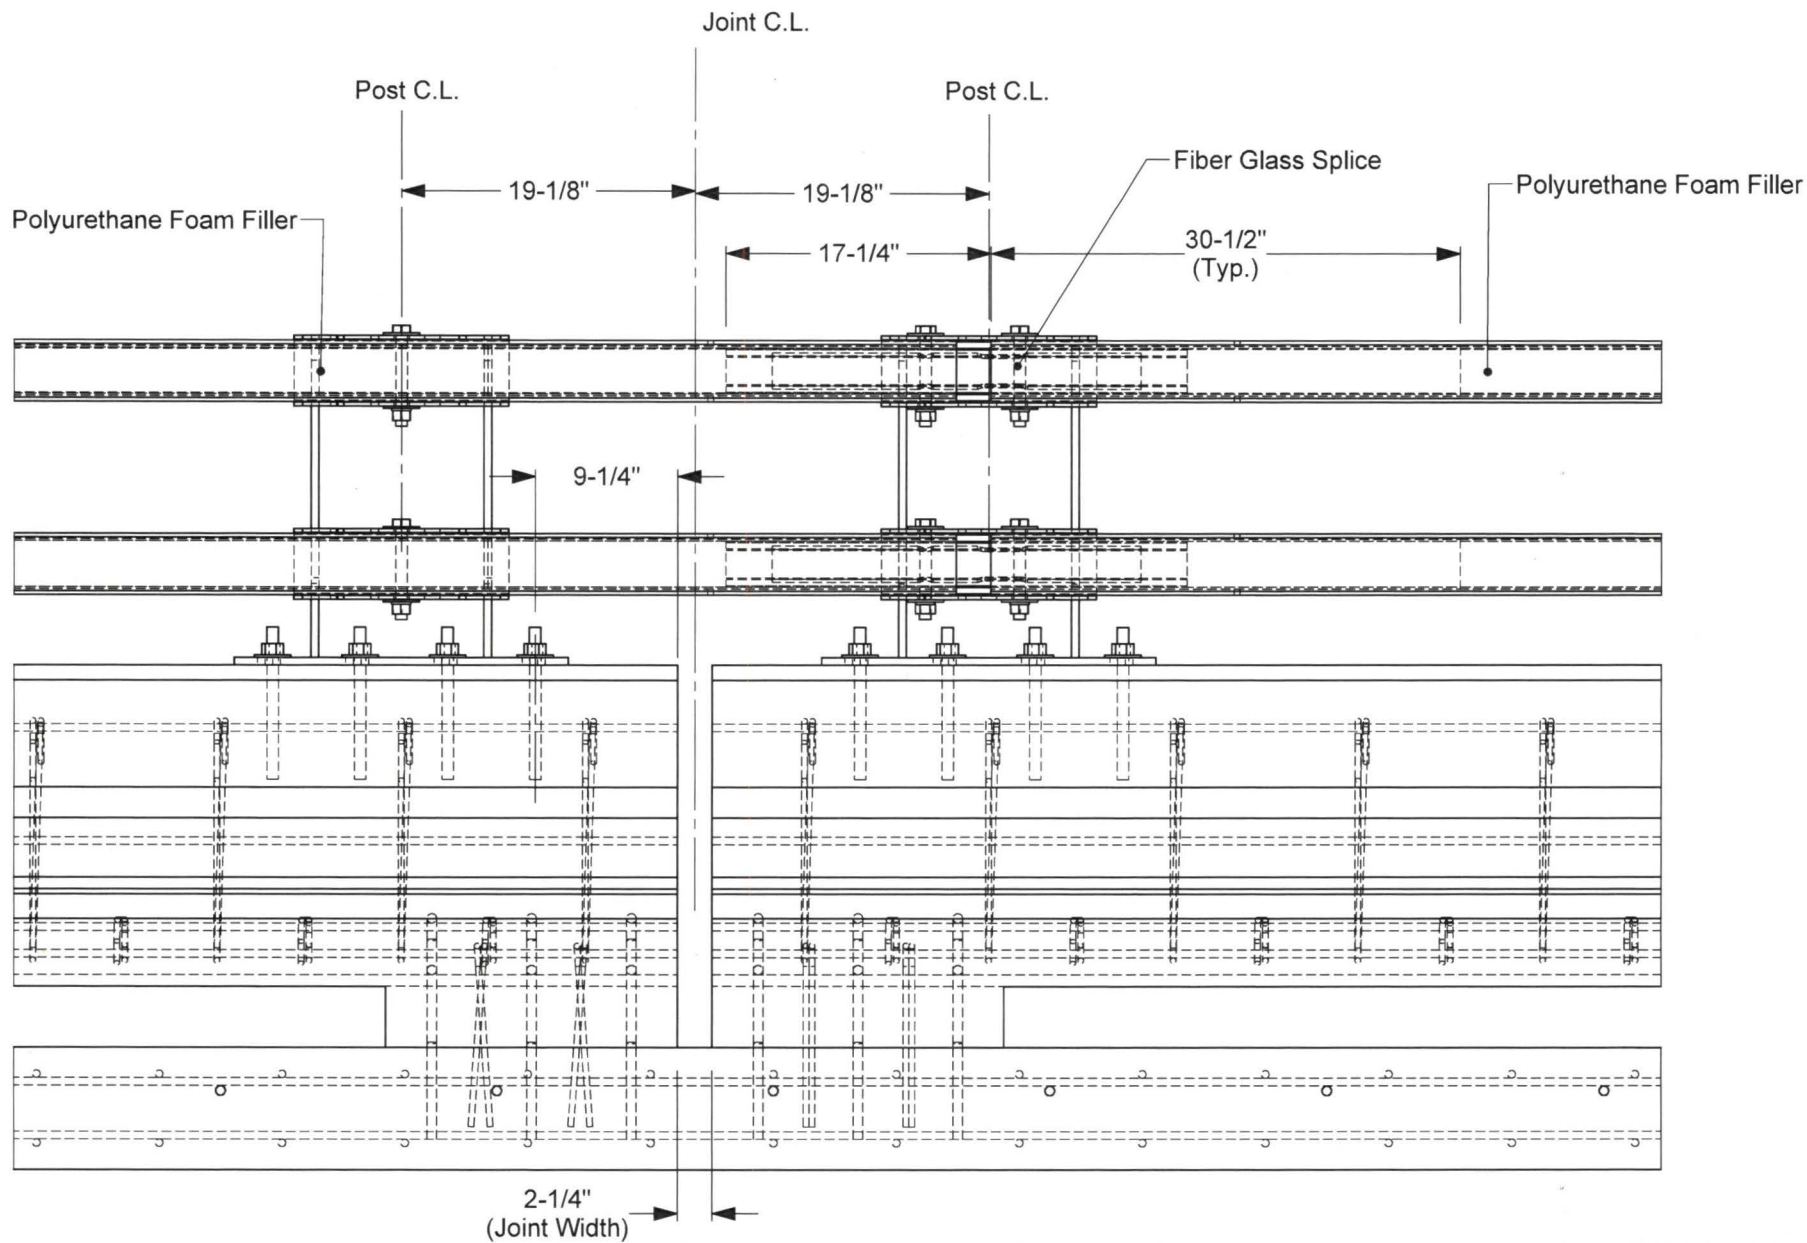 Joint C.L.
Post C.L.
Post C.L.
Fiber Glass Splice
Polyurethane Foam Filler
19-1/8"
19-1/8"
Polyurethane Foam Filler
17-1/4"
30-1/2"
(Typ.)
9-1/4"
2-1/4"
(Joint Width)